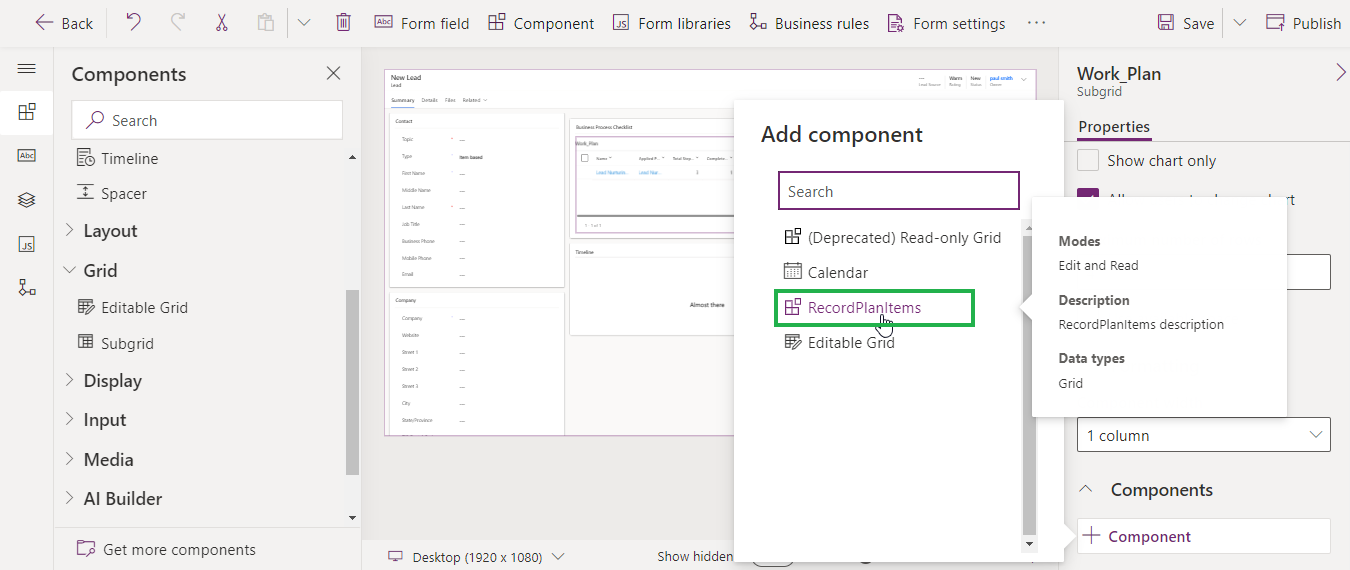 Back
Form field
Component
Form libraries
Business rules
Form settings
Save
Publish
Components
Search
Timeline
Spacer
Layout
Grid
Editable Grid
Subgrid
Display
Input
Media
AI Builder
Get more components
New Lead
Lead
Summary Details Files Related
Warm New paul smith
Lead Source Rating Status Owner
Contact
Topic * ---
Type Item based
First Name ---
Middle Name ---
Last Name * ---
Job Title ---
Business Phone ---
Mobile Phone ---
Email ---
Company
Company ---
Website ---
Street 1 ---
Street 2 ---
Street 3 ---
City ---
State/Province ---
Business Process Checklist
Work_Plan
Name Applied P... Total Step... Complete...
1 - 1 of 1
Timeline
Almost there
Desktop (1920 x 1080)
Show hidden
Add component
Search
(Deprecated) Read-only Grid
Calendar
RecordPlanItems
Editable Grid
Work_Plan
Subgrid
Properties
Show chart only
Modes
Edit and Read
Description
RecordPlanItems description
Data types
Grid
1 column
Components
Component